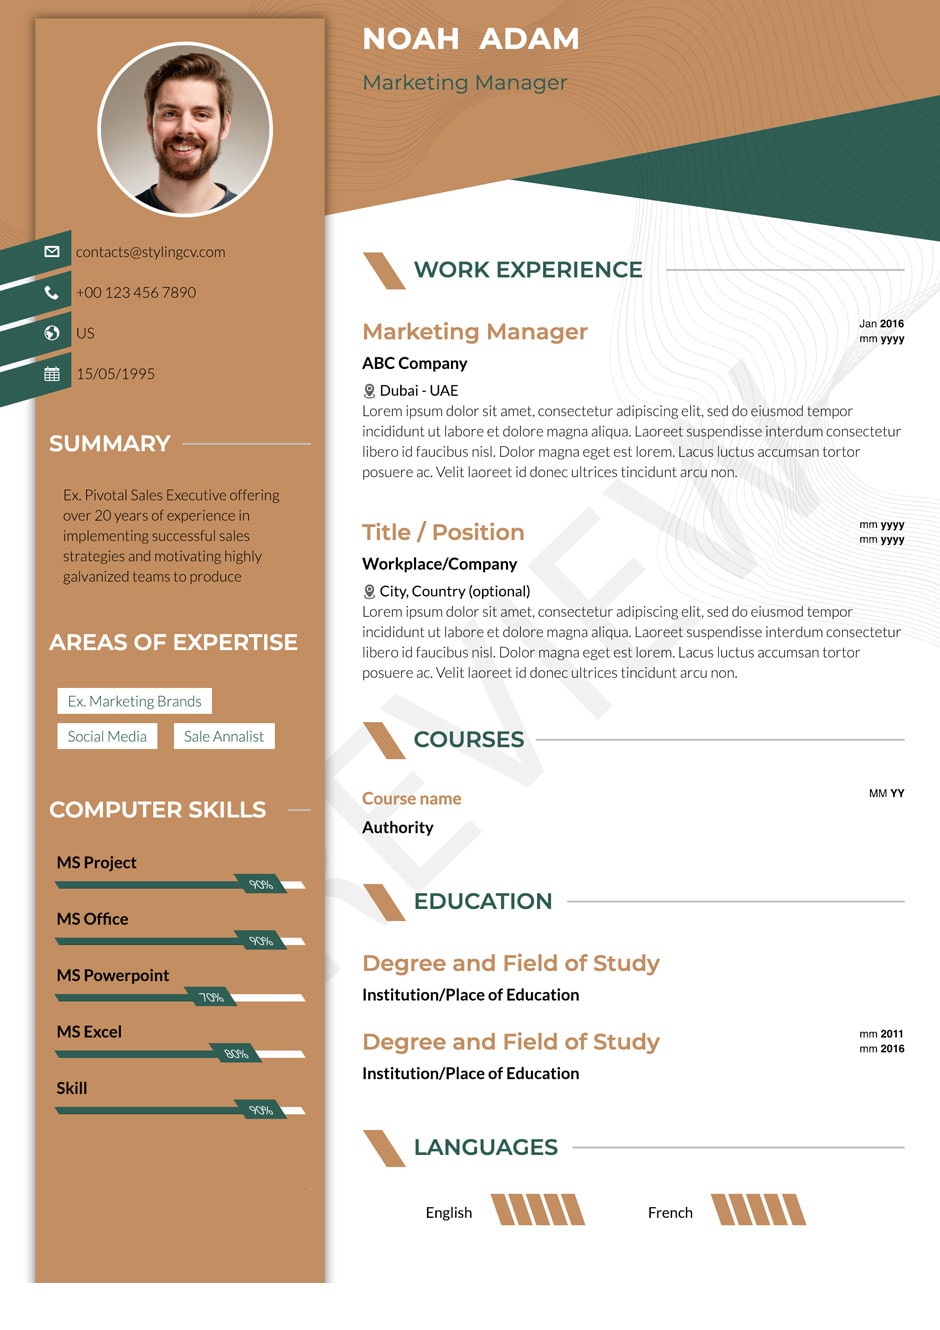 NOAH ADAM
Marketing Manager
contacts@stylingcv.com
+00 123 456 7890
US
15/05/1995
SUMMARY
Ex. Pivotal Sales Executive offering
over 20 years of experience in
implementing successful sales
strategies and motivating highly
galvanized teams to produce
AREAS OF EXPERTISE
Ex. Marketing Brands
Social Media Sale Annalist
COMPUTER SKILLS
MS Project
90%
MS Office
90%
MS Powerpoint
70%
MS Excel
80%
Skill
90%
WORK EXPERIENCE
Marketing Manager
Jan 2016
mm yyyy
ABC Company
Dubai - UAE
Lorem ipsum dolor sit amet, consectetur adipiscing elit, sed do eiusmod tempor
incididunt ut labore et dolore magna aliqua. Laoreet suspendisse interdum consectetur
libero id faucibus nisl. Dolor magna eget est lorem. Lacus luctus accumsan tortor
posuere ac. Velit laoreet id donec ultrices tincidunt arcu non.
Title / Position
mm yyyy
mm yyyy
Workplace/Company
City, Country (optional)
Lorem ipsum dolor sit amet, consectetur adipiscing elit, sed do eiusmod tempor
incididunt ut labore et dolore magna aliqua. Laoreet suspendisse interdum consectetur
libero id faucibus nisl. Dolor magna eget est lorem. Lacus luctus accumsan tortor
posuere ac. Velit laoreet id donec ultrices tincidunt arcu non.
COURSES
Course name
MM YY
Authority
EDUCATION
Degree and Field of Study
Institution/Place of Education
Degree and Field of Study
mm 2011
mm 2016
Institution/Place of Education
LANGUAGES
English French
PREVIEW